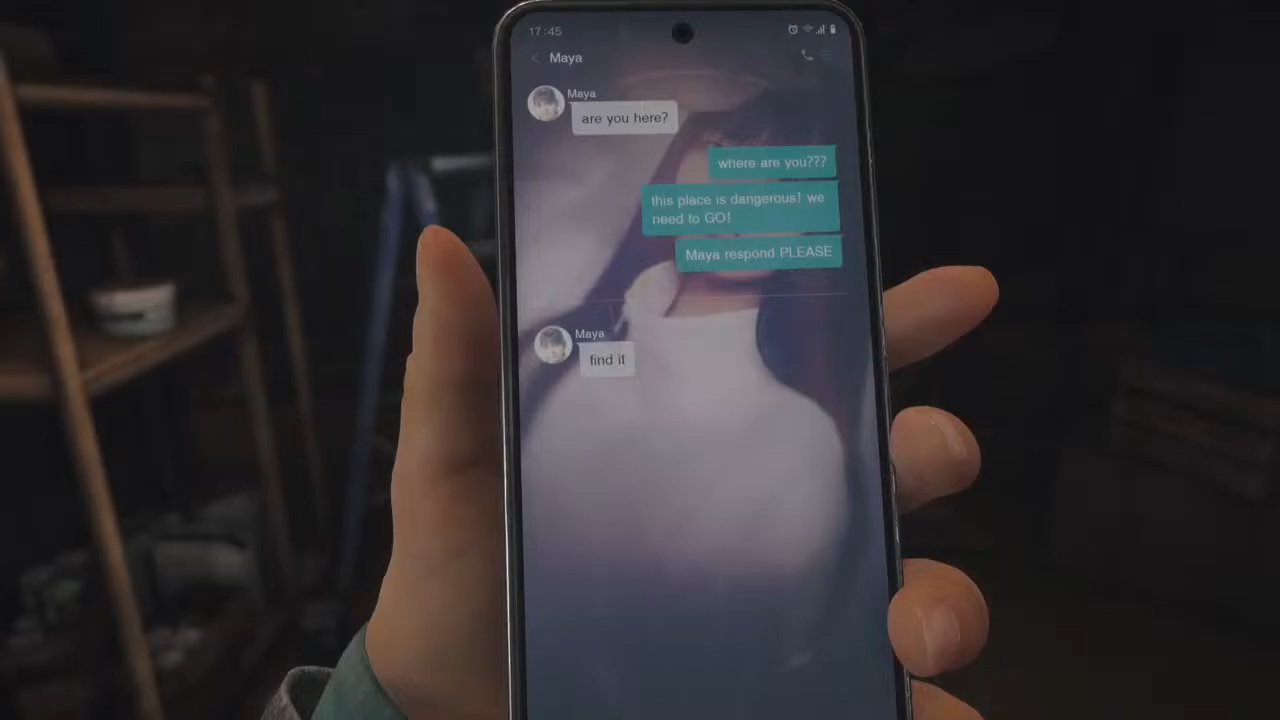 17:45
Maya
Maya
are you here?
where are you???
this place is dangerous! we
need to GO!
Maya respond PLEASE
Maya
find it